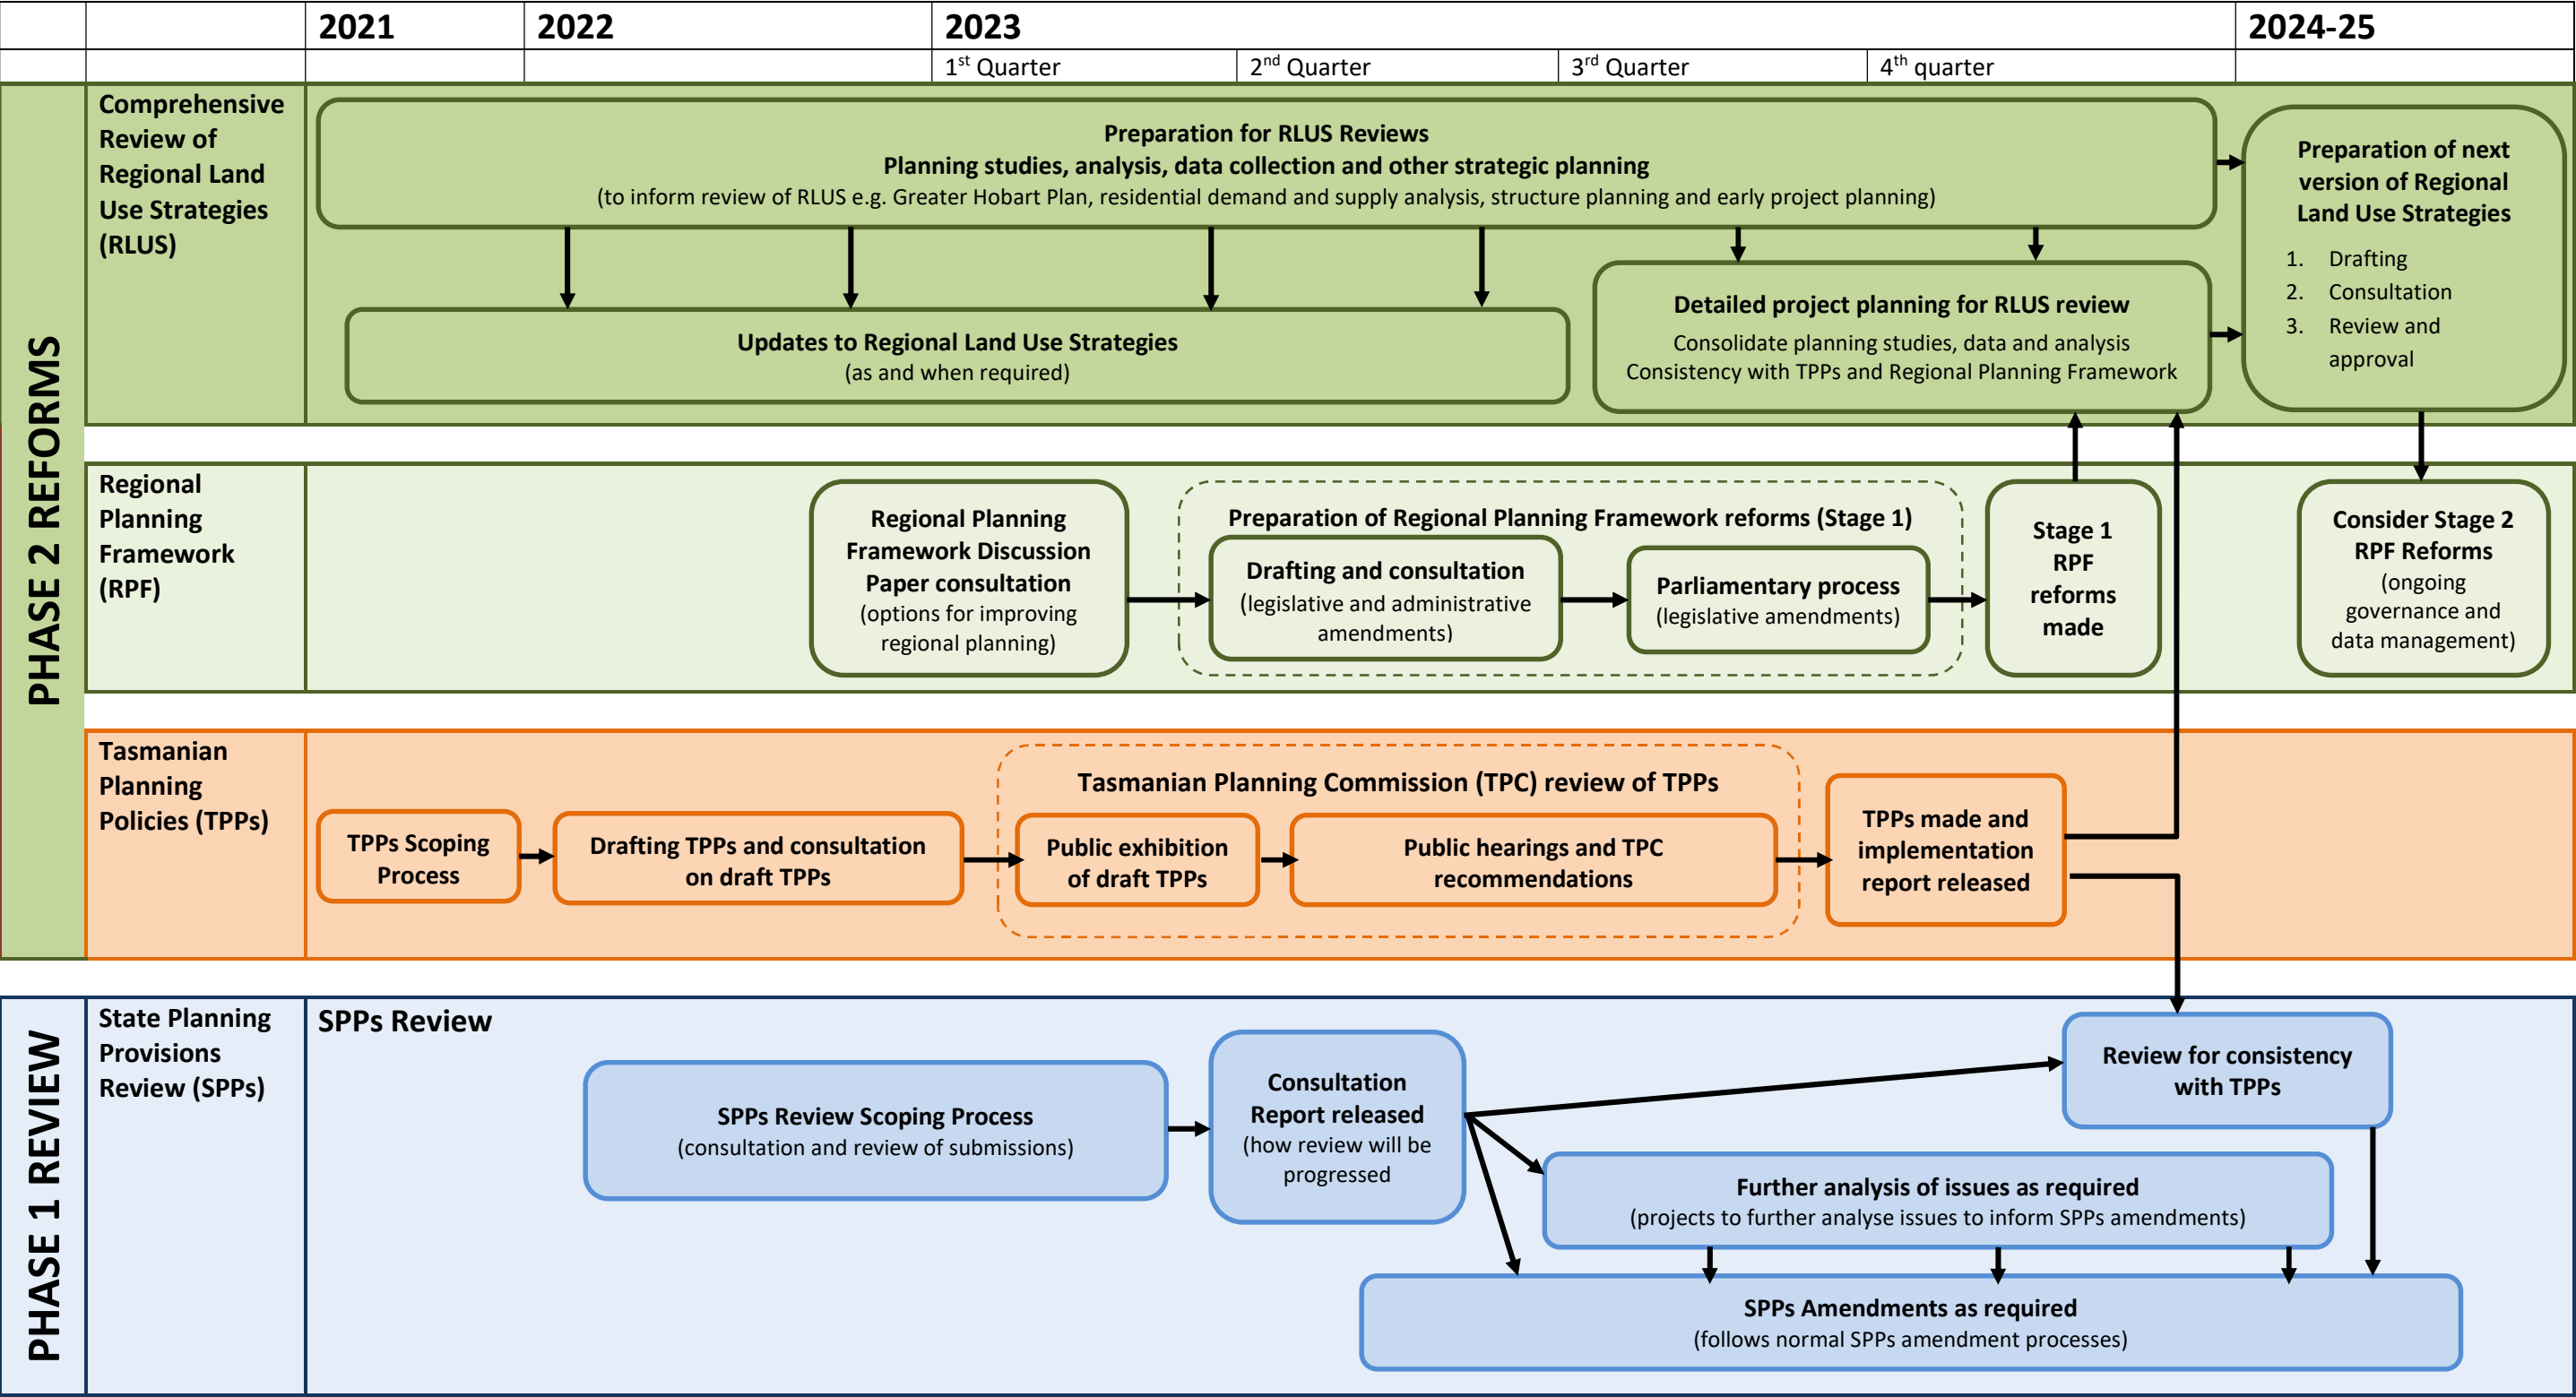 2021
2022
2023
2024-25
1st Quarter
2nd Quarter
3rd Quarter
4th quarter
PHASE 2 REFORMS
Comprehensive
Review of
Regional Land
Use Strategies
(RLUS)
Preparation for RLUS Reviews
Planning studies, analysis, data collection and other strategic planning
(to inform review of RLUS e.g. Greater Hobart Plan, residential demand and supply analysis, structure planning and early project planning)
Updates to Regional Land Use Strategies
(as and when required)
Detailed project planning for RLUS review
Consolidate planning studies, data and analysis
Consistency with TPPs and Regional Planning Framework
Preparation of next
version of Regional
Land Use Strategies
1. Drafting
2. Consultation
3. Review and
approval
Regional
Planning
Framework
(RPF)
Regional Planning
Framework Discussion
Paper consultation
(options for improving
regional planning)
Preparation of Regional Planning Framework reforms (Stage 1)
Drafting and consultation
(legislative and administrative
amendments)
Parliamentary process
(legislative amendments)
Stage 1
RPF
reforms
made
Consider Stage 2
RPF Reforms
(ongoing
governance and
data management)
Tasmanian
Planning
Policies (TPPs)
TPPs Scoping
Process
Drafting TPPs and consultation
on draft TPPs
Tasmanian Planning Commission (TPC) review of TPPs
Public exhibition
of draft TPPs
Public hearings and TPC
recommendations
TPPs made and
implementation
report released
PHASE 1 REVIEW
State Planning
Provisions
Review (SPPs)
SPPs Review
SPPs Review Scoping Process
(consultation and review of submissions)
Consultation
Report released
(how review will be
progressed
Review for consistency
with TPPs
Further analysis of issues as required
(projects to further analyse issues to inform SPPs amendments)
SPPs Amendments as required
(follows normal SPPs amendment processes)